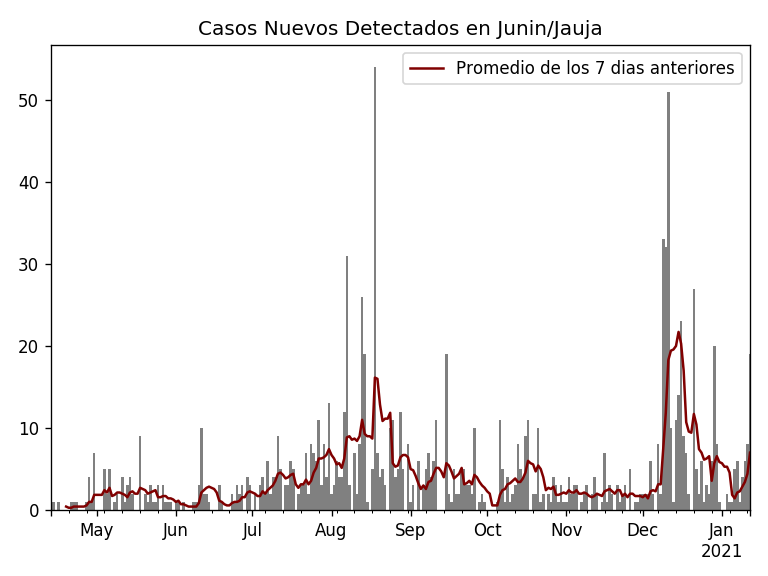 Casos Nuevos Detectados en Junin/Jauja
Promedio de los 7 dias anteriores
50
40
30
20
10
0
May Jun Jul Aug Sep Oct Nov Dec Jan
2021